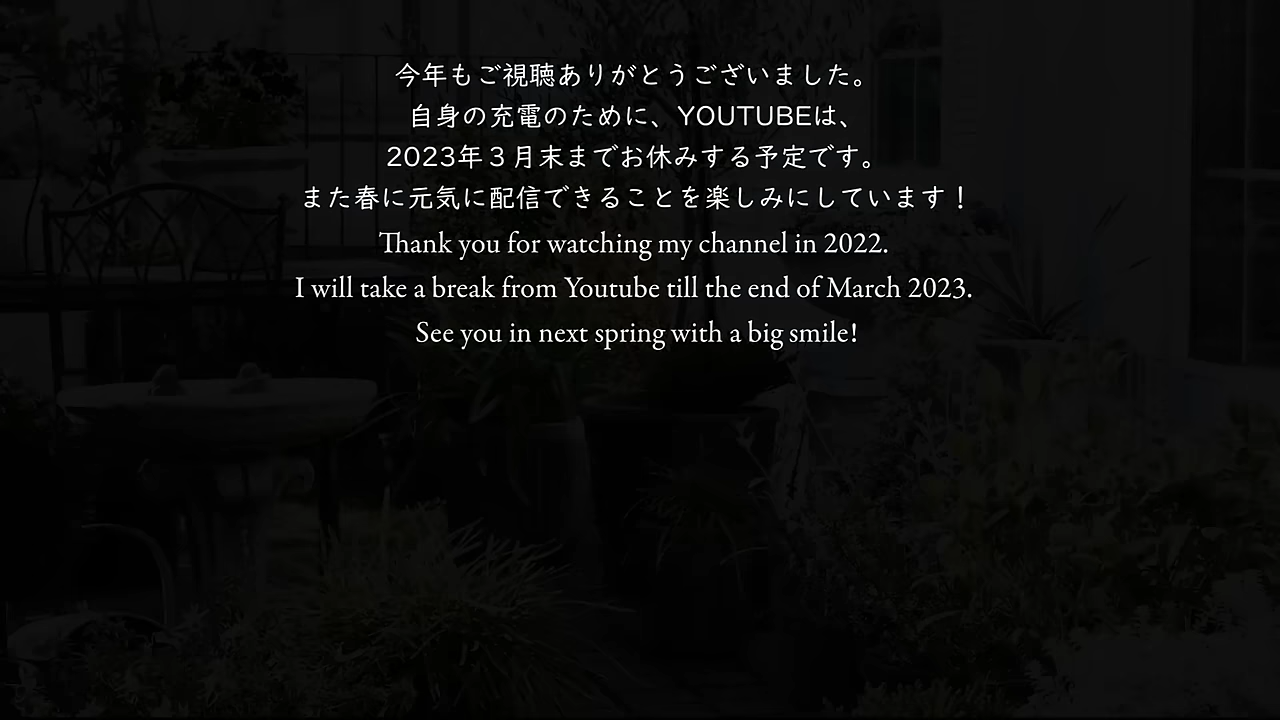 今年もご視聴ありがとうございました。
自身の充電のために、YOUTUBEは、
2023年３月末までお休みする予定です。
また春に元気に配信できることを楽しみにしています！
Thank you for watching my channel in 2022.
I will take a break from Youtube till the end of March 2023.
See you in next spring with a big smile!